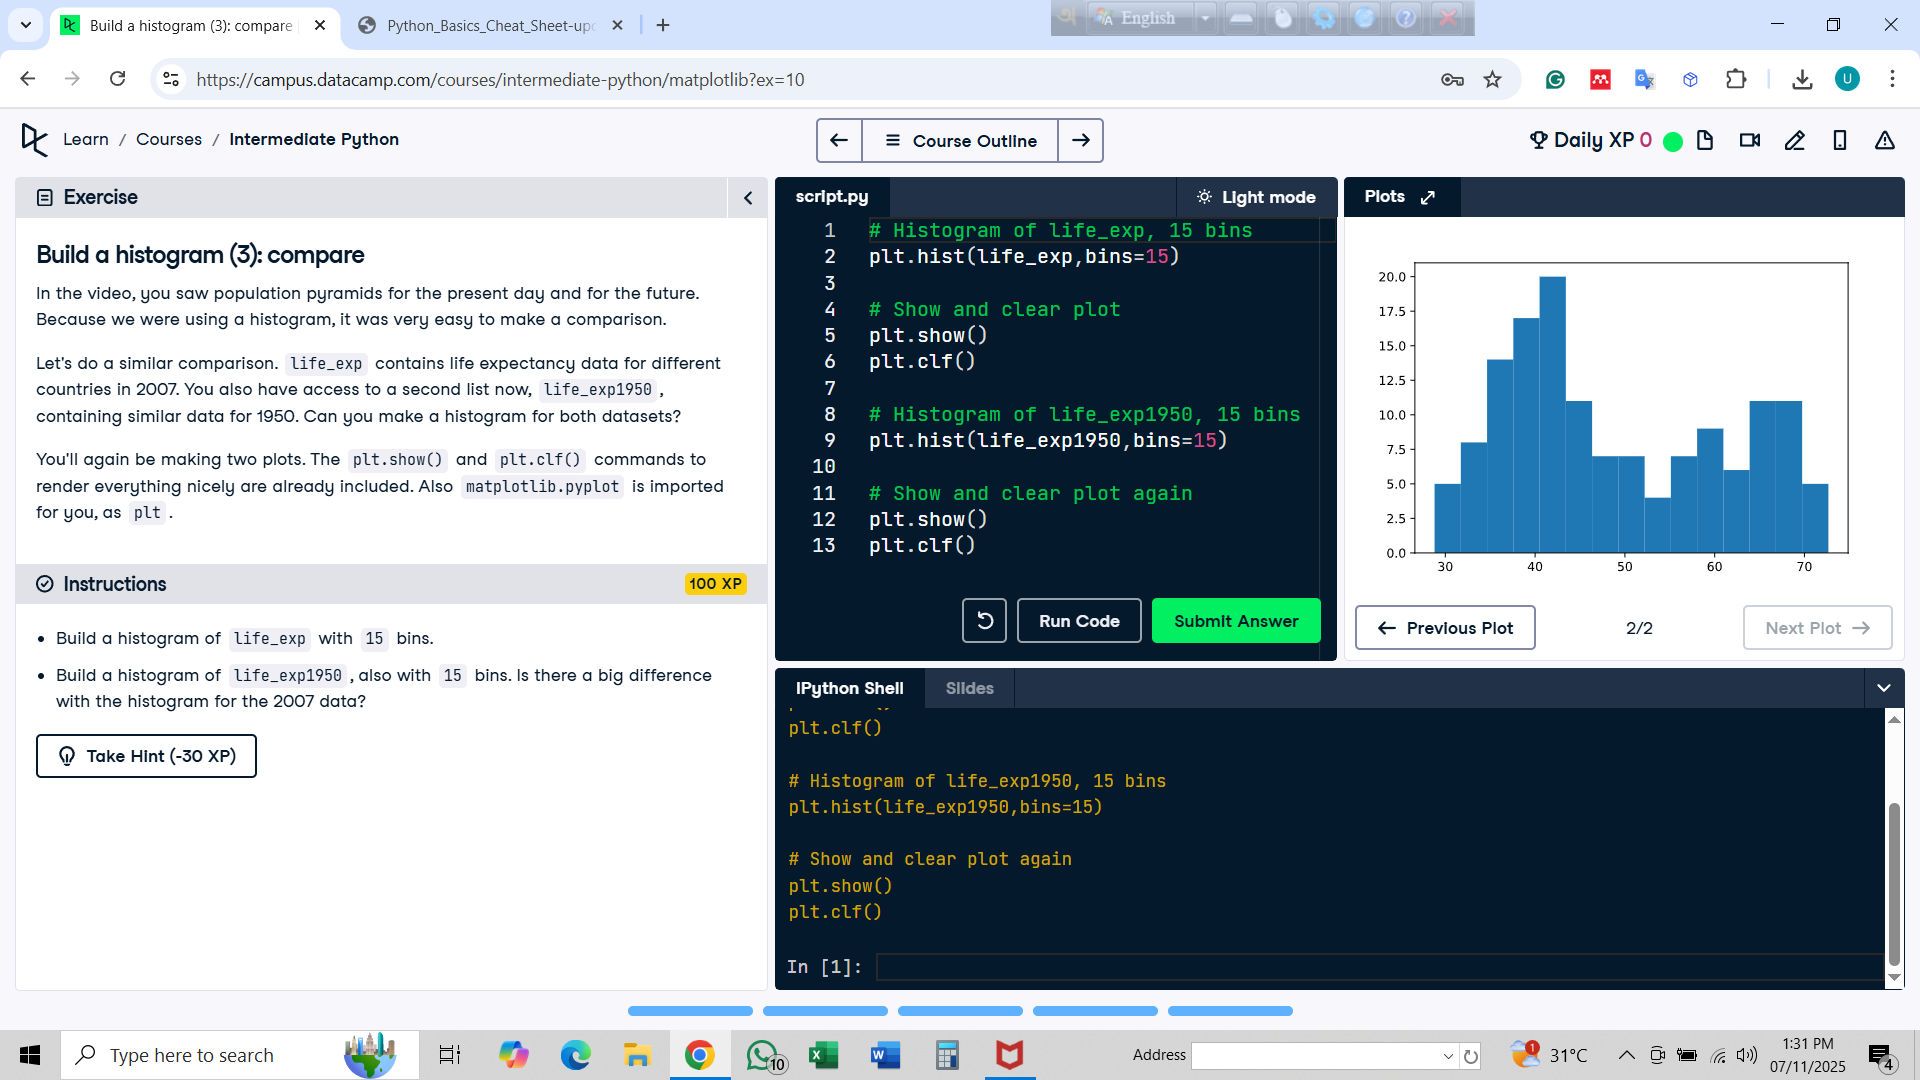 Build a histogram (3): compare
Python_Basics_Cheat_Sheet-upd
English
https://campus.datacamp.com/courses/intermediate-python/matplotlib?ex=10
U
Learn / Courses / Intermediate Python
Course Outline
Daily XP 0
Exercise
Build a histogram (3): compare
In the video, you saw population pyramids for the present day and for the future.
Because we were using a histogram, it was very easy to make a comparison.
Let's do a similar comparison. life_exp contains life expectancy data for different
countries in 2007. You also have access to a second list now, life_exp1950,
containing similar data for 1950. Can you make a histogram for both datasets?
You'll again be making two plots. The plt.show() and plt.clf() commands to
render everything nicely are already included. Also matplotlib.pyplot is imported
for you, as plt.
Instructions
100 XP
Build a histogram of life_exp with 15 bins.
Build a histogram of life_exp1950, also with 15 bins. Is there a big difference
with the histogram for the 2007 data?
Take Hint (-30 XP)
script.py
Light mode
1 # Histogram of life_exp, 15 bins
2 plt.hist(life_exp,bins=15)
3
4 # Show and clear plot
5 plt.show()
6 plt.clf()
7
8 # Histogram of life_exp1950, 15 bins
9 plt.hist(life_exp1950,bins=15)
10
11 # Show and clear plot again
12 plt.show()
13 plt.clf()
Run Code
Submit Answer
Plots
20.0
17.5
15.0
12.5
10.0
7.5
5.0
2.5
0.0
30 40 50 60 70
Previous Plot
2/2
Next Plot
IPython Shell
Slides
plt.clf()
# Histogram of life_exp1950, 15 bins
plt.hist(life_exp1950,bins=15)
# Show and clear plot again
plt.show()
plt.clf()
In [1]:
Type here to search
10
Address
1
31°C
1:31 PM
07/11/2025
4